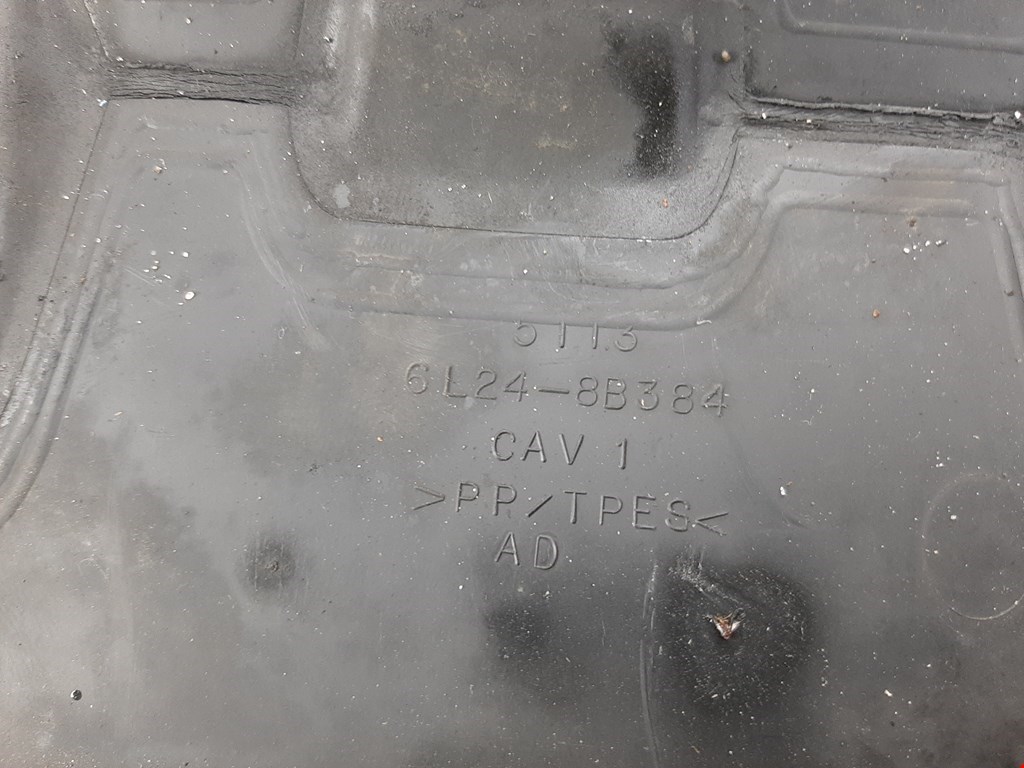 5113
6L24-8B384
CAV 1
>PP/TPES<
AD